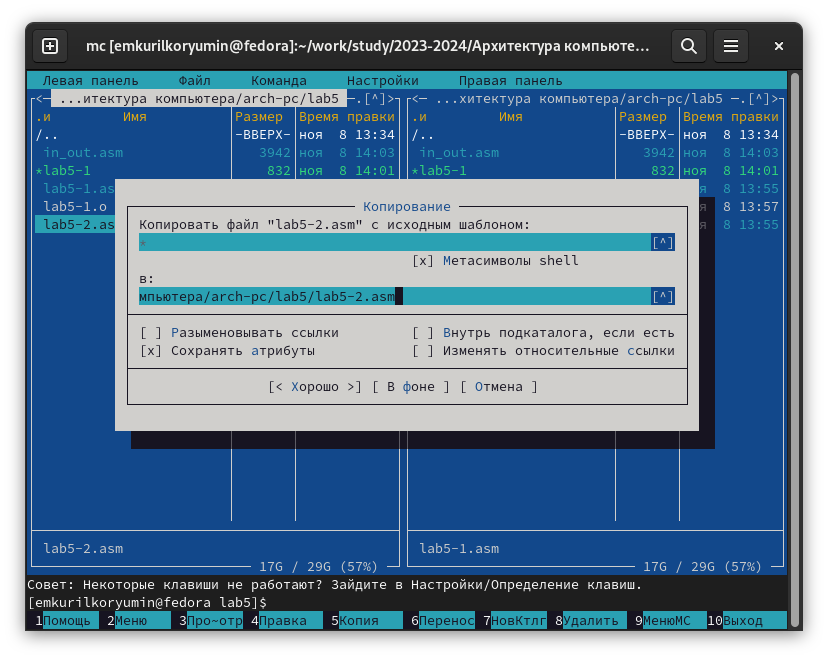 mc [emkurilkoryumin@fedora]:~/work/study/2023-2024/Архитектура компьюте...
Левая панель Файл Команда Настройки Правая панель
<— ...итектура компьютера/arch-pc/lab5 —.[^]> <— ...хитектура компьютера/arch-pc/lab5 —.[^]>
.и Имя Размер Время правки .и Имя Размер Время правки
/.. -ВВЕРХ- ноя 8 13:34 /.. -ВВЕРХ- ноя 8 13:34
in_out.asm 3942 ноя 8 14:03 in_out.asm 3942 ноя 8 14:03
*lab5-1 832 ноя 8 14:01 *lab5-1 832 ноя 8 14:01
lab5-1.as я 8 13:55
lab5-1.o я 8 13:57
lab5-2.as я 8 13:55
Копирование
Копировать файл "lab5-2.asm" с исходным шаблоном:
* [^]
[x] Метасимволы shell
в:
мпьютера/arch-pc/lab5/lab5-2.asm [^]
[ ] Разыменовывать ссылки [ ] Внутрь подкаталога, если есть
[x] Сохранять атрибуты [ ] Изменять относительные ссылки
[< Хорошо >] [ В фоне ] [ Отмена ]
lab5-2.asm lab5-1.asm
17G / 29G (57%) 17G / 29G (57%)
Совет: Некоторые клавиши не работают? Зайдите в Настройки/Определение клавиш.
[emkurilkoryumin@fedora lab5]$
1Помощь 2Меню 3Про~отр 4Правка 5Копия 6Перенос 7НовКтлг 8Удалить 9МенюMC 10Выход